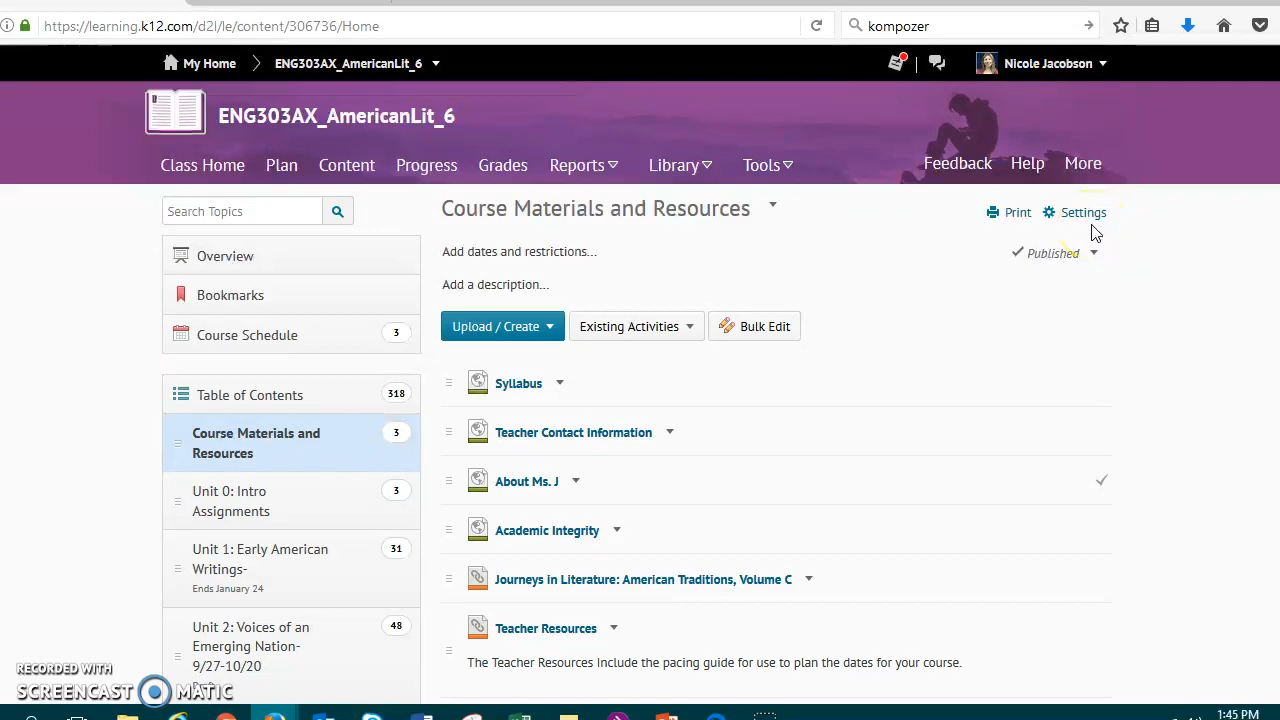 https://learning.k12.com/d2l/le/content/306736/Home
kompozer
My Home
ENG303AX_AmericanLit_6
Nicole Jacobson
ENG303AX_AmericanLit_6
Class Home
Plan
Content
Progress
Grades
Reports
Library
Tools
Feedback
Help
More
Search Topics
Overview
Bookmarks
Course Schedule
3
Table of Contents
318
Course Materials and
Resources
3
Unit 0: Intro
Assignments
3
Unit 1: Early American
Writings-
31
Ends January 24
Unit 2: Voices of an
Emerging Nation-
9/27-10/20
48
Course Materials and Resources
Print
Settings
Add dates and restrictions...
Published
Add a description...
Upload / Create
Existing Activities
Bulk Edit
Syllabus
Teacher Contact Information
About Ms. J
Academic Integrity
Journeys in Literature: American Traditions, Volume C
Teacher Resources
The Teacher Resources Include the pacing guide for use to plan the dates for your course.
RECORDED WITH
SCREENCAST MATIC
1:45 PM